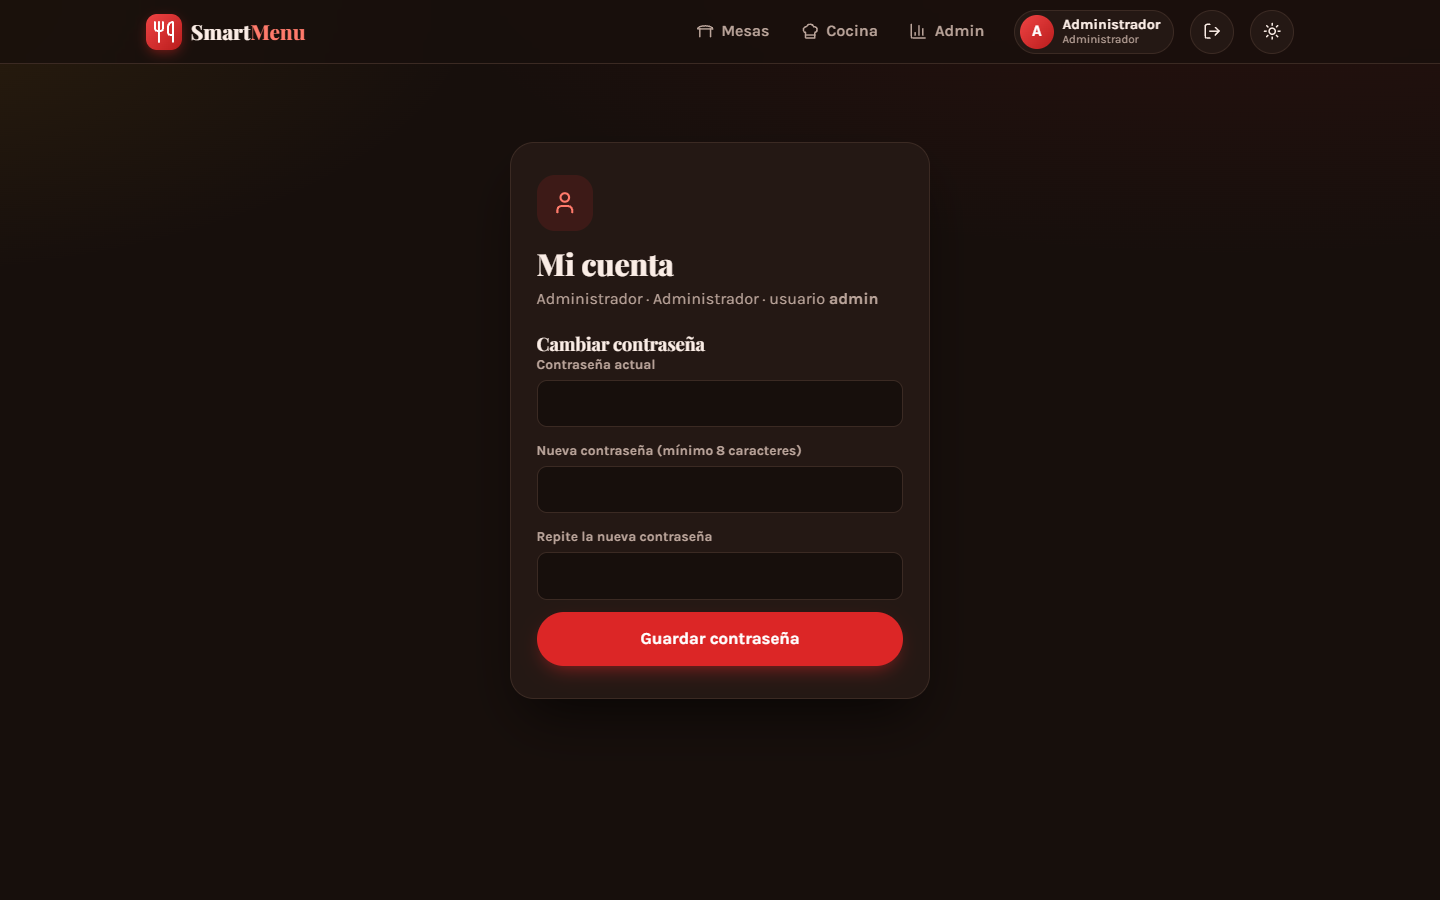 SmartMenu
Mesas
Cocina
Admin
A
Administrador
Administrador
Mi cuenta
Administrador · Administrador · usuario admin
Cambiar contraseña
Contraseña actual
Nueva contraseña (mínimo 8 caracteres)
Repite la nueva contraseña
Guardar contraseña